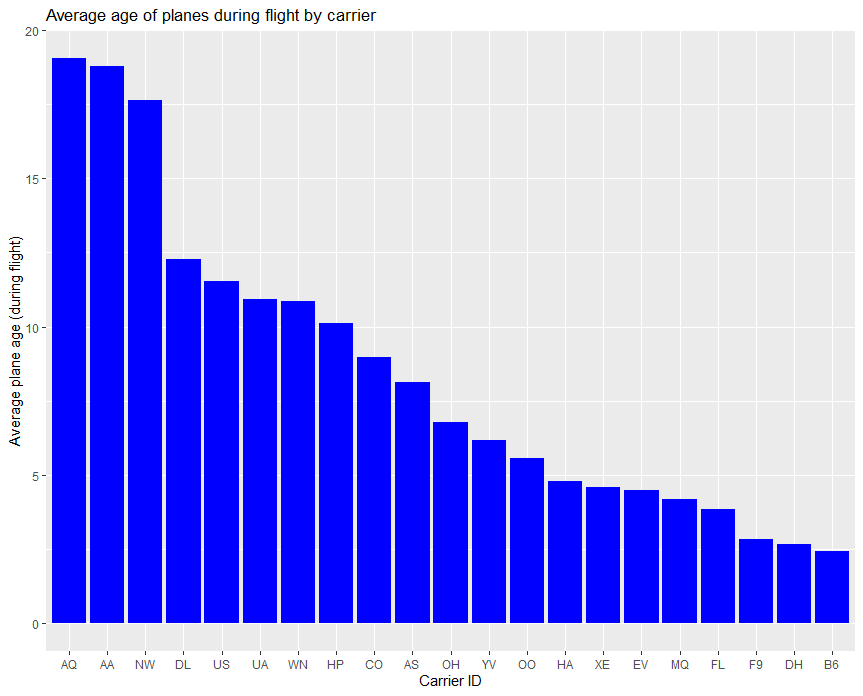 Average age of planes during flight by carrier
Average plane age (during flight)
20
15
10
5
0
AQ AA NW DL US UA WN HP CO AS OH YV OO HA XE EV MQ FL F9 DH B6
Carrier ID